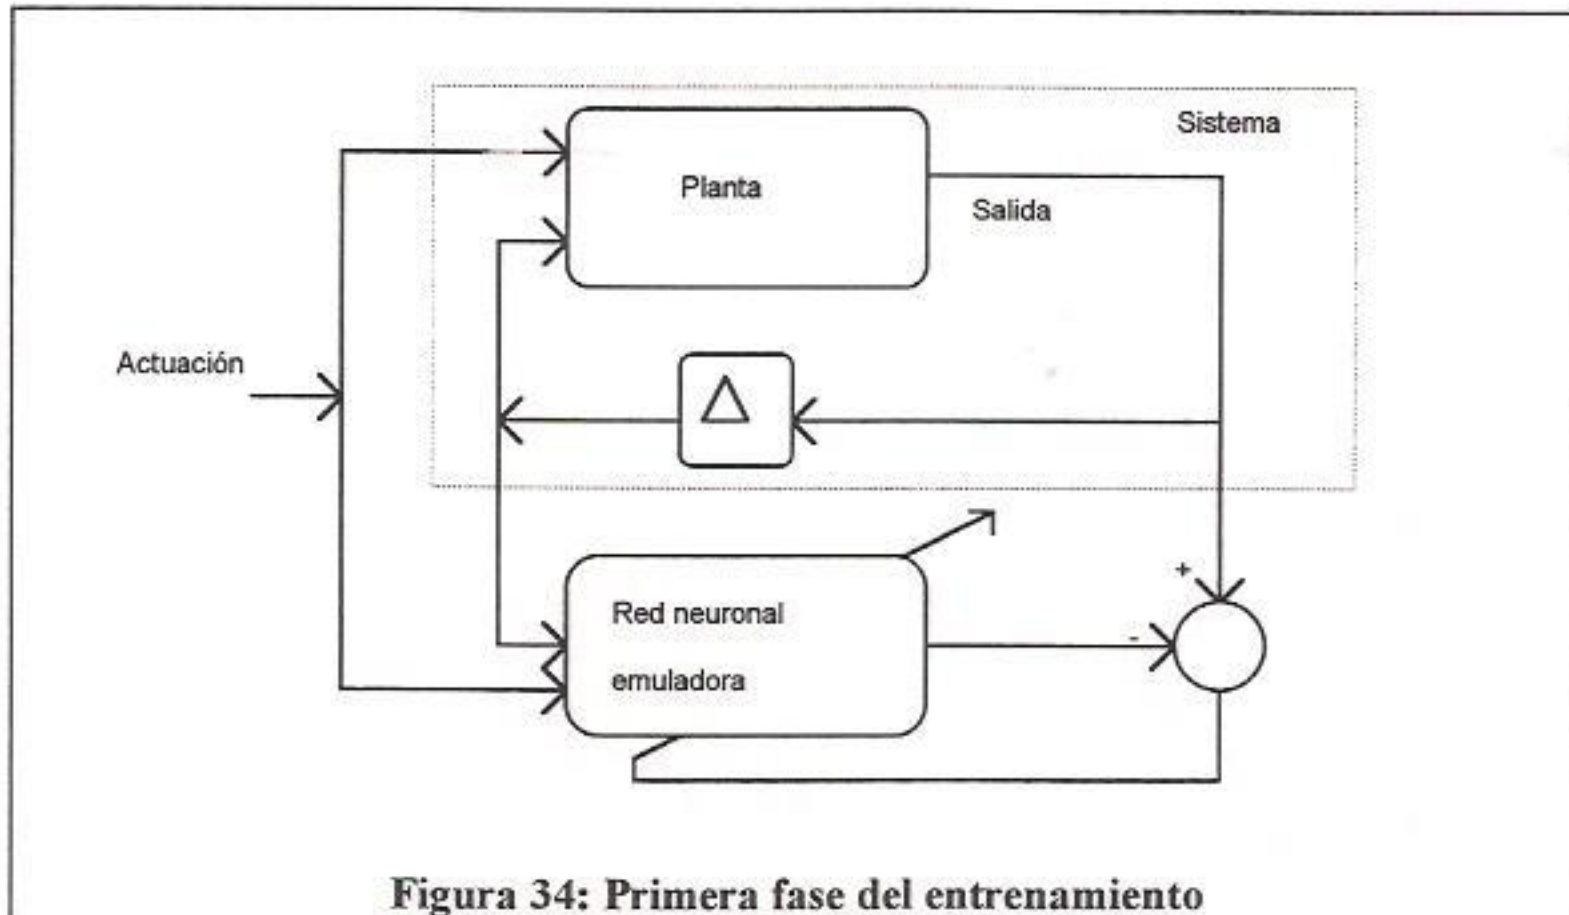 Sistema
Planta
Salida
Actuación
Δ
Red neuronal
emuladora
+
-
Figura 34: Primera fase del entrenamiento